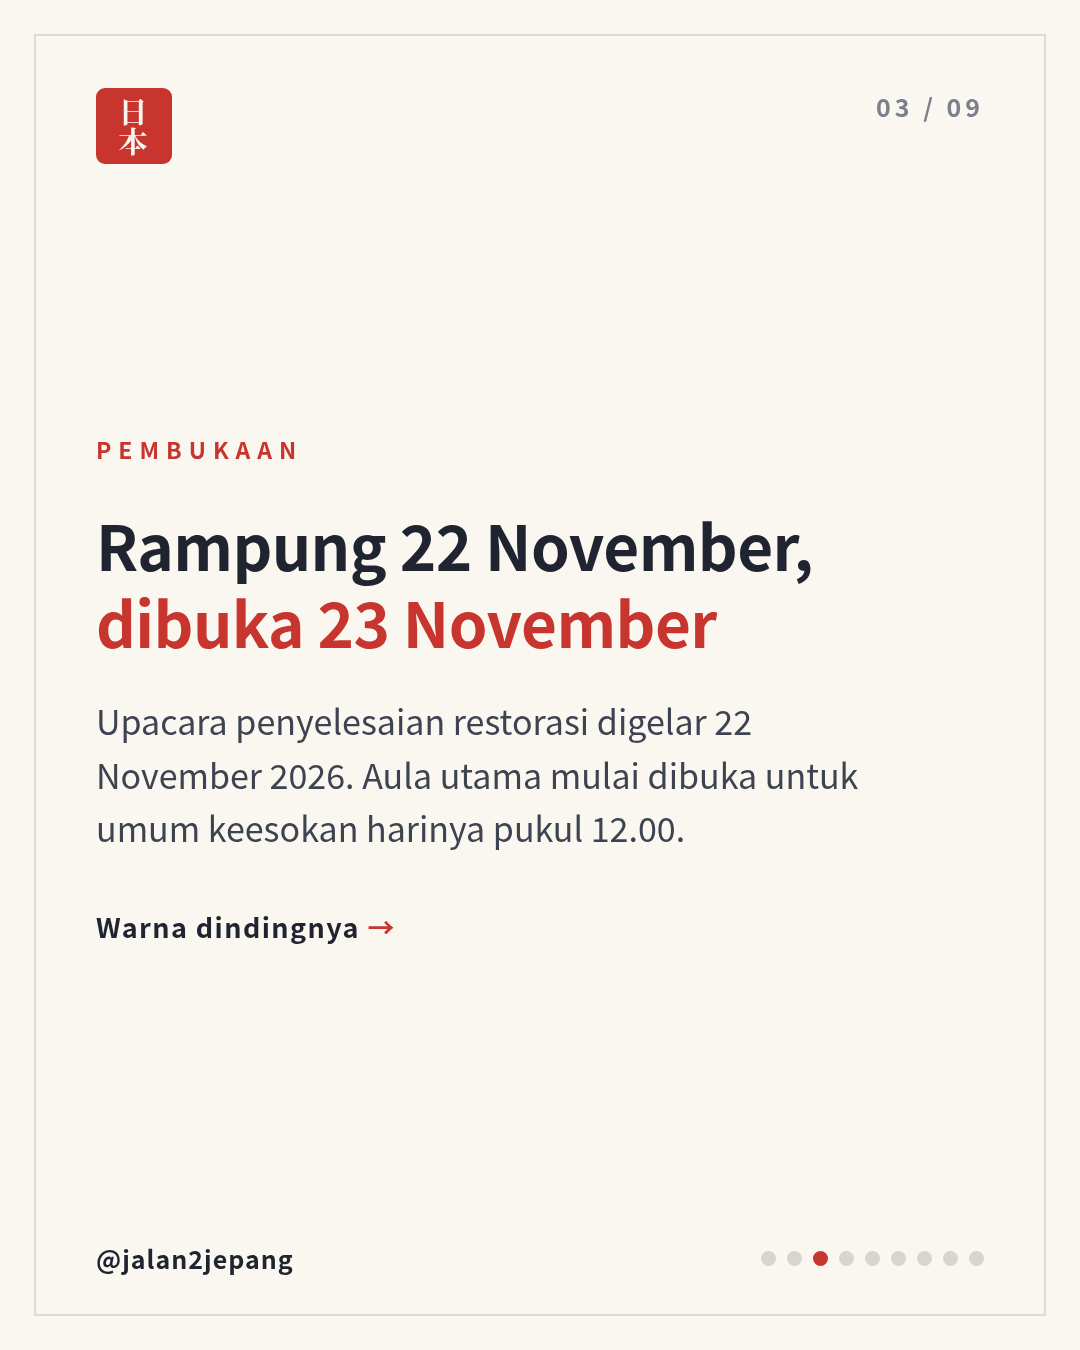 日
本
03 / 09
PEMBUKAAN
Rampung 22 November,
dibuka 23 November
Upacara penyelesaian restorasi digelar 22
November 2026. Aula utama mulai dibuka untuk
umum keesokan harinya pukul 12.00.
Warna dindingnya →
@jalan2jepang